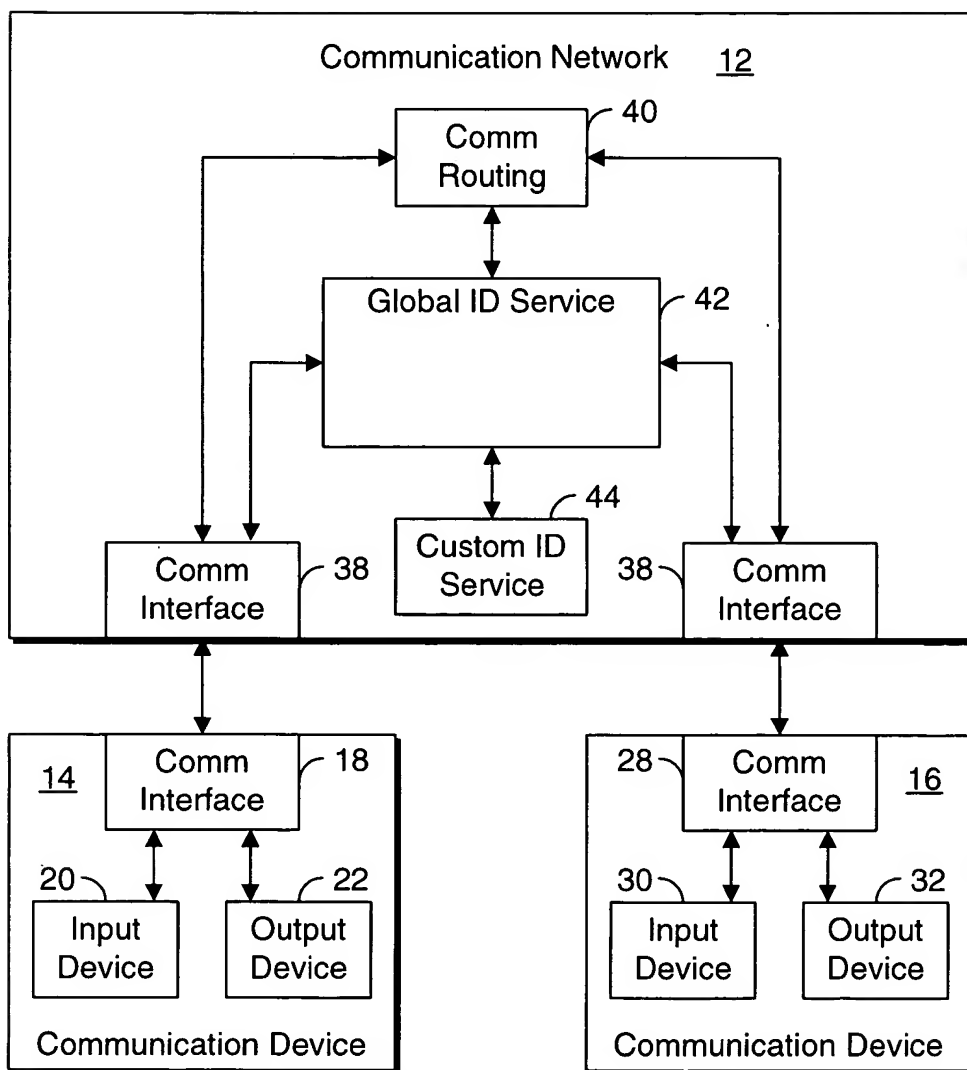 Communication Network 12
40
Comm
Routing
Global ID Service
42
44
Custom ID
Service
Comm
Interface
38
38
Comm
Interface
14
Comm
Interface
18
20
22
Input
Device
Output
Device
Communication Device
28
Comm
Interface
16
30
32
Input
Device
Output
Device
Communication Device